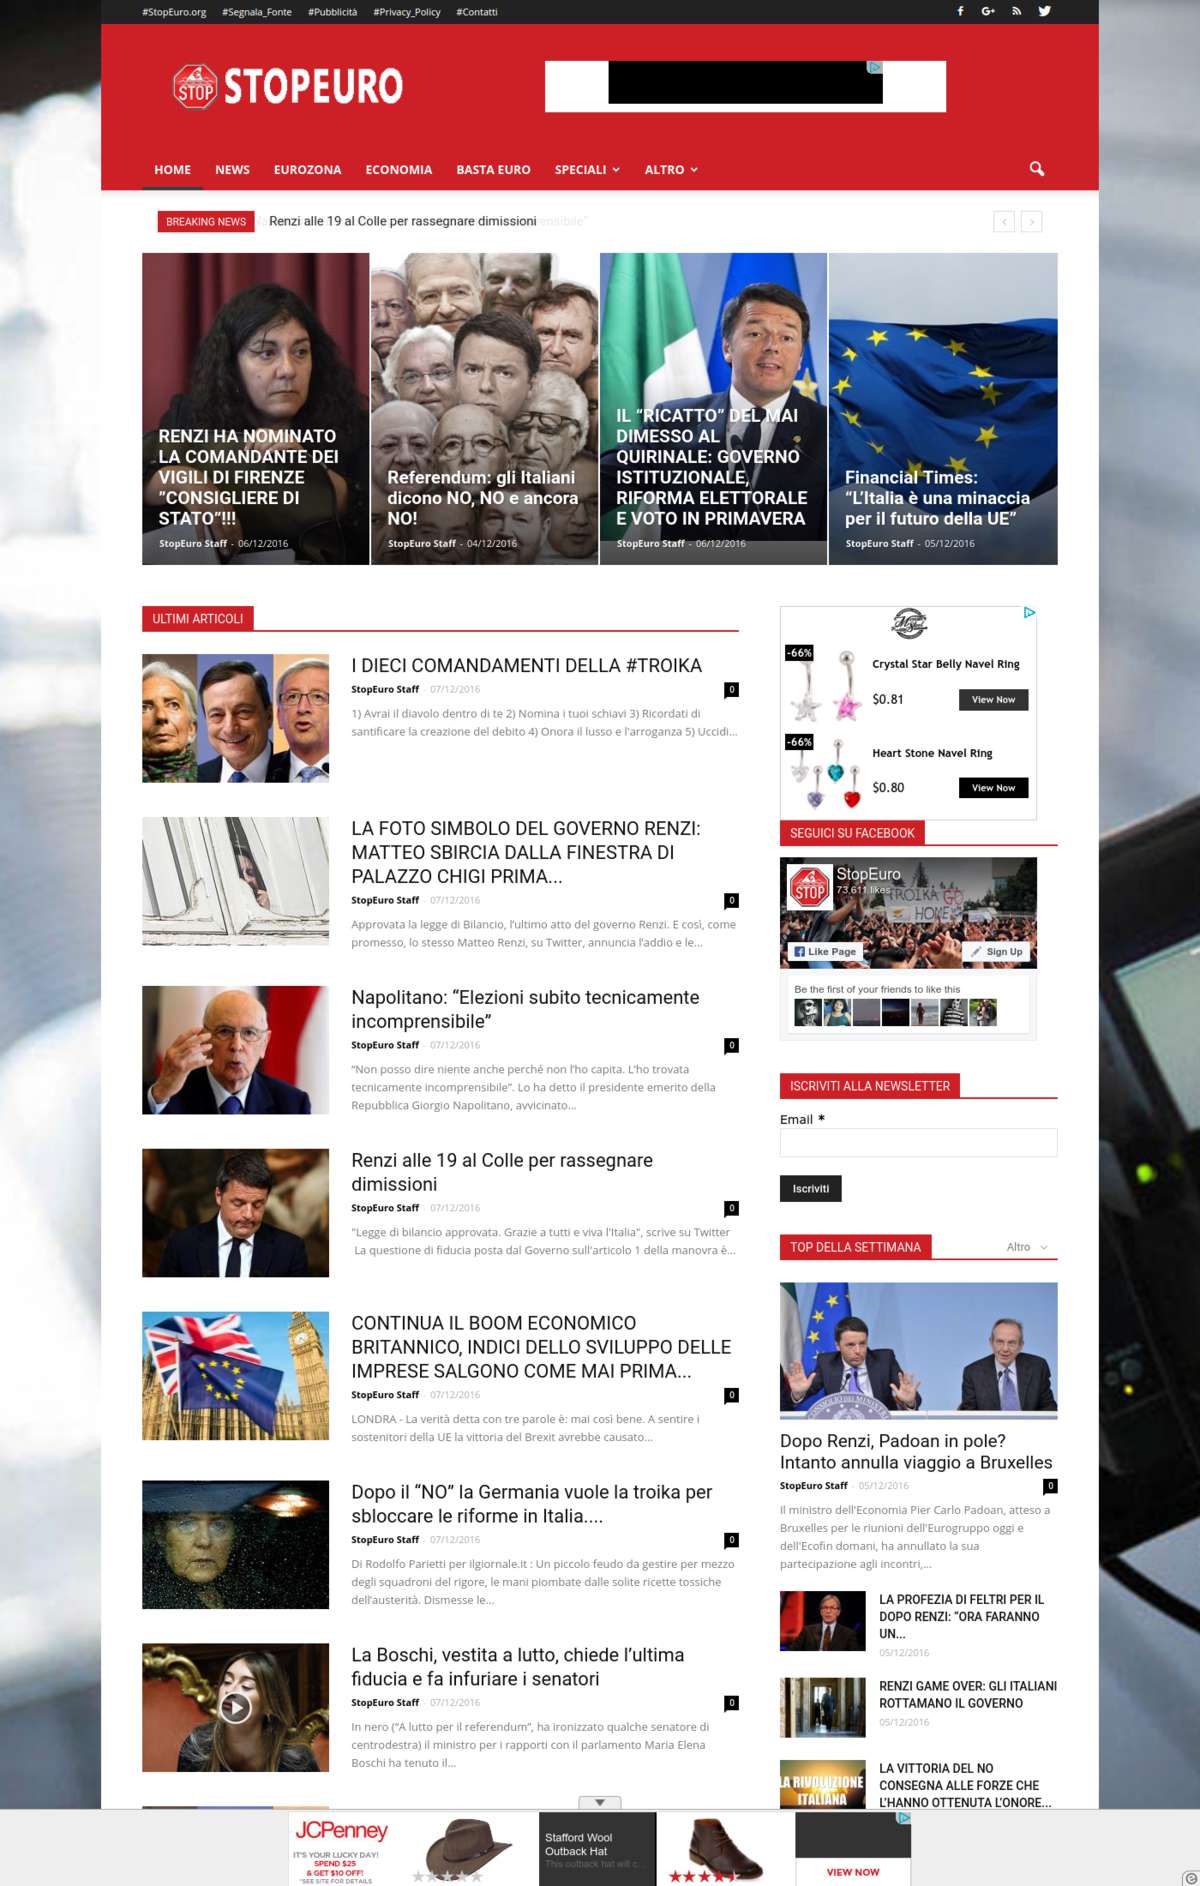 #StopEuro.org #Segnala_Fonte #Pubblicità #Privacy_Policy #Contatti
STOP STOPEURO
HOME NEWS EUROZONA ECONOMIA BASTA EURO SPECIALI ALTRO
BREAKING NEWS Renzi alle 19 al Colle per rassegnare dimissioni
RENZI HA NOMINATO
LA COMANDANTE DEI
VIGILI DI FIRENZE
”CONSIGLIERE DI
STATO”!!!
StopEuro Staff - 06/12/2016
Referendum: gli Italiani
dicono NO, NO e ancora
NO!
StopEuro Staff - 04/12/2016
IL “RICATTO” DEL MAI
DIMESSO AL
QUIRINALE: GOVERNO
ISTITUZIONALE,
RIFORMA ELETTORALE
E VOTO IN PRIMAVERA
StopEuro Staff - 06/12/2016
Financial Times:
“L’Italia è una minaccia
per il futuro della UE”
StopEuro Staff - 05/12/2016
ULTIMI ARTICOLI
I DIECI COMANDAMENTI DELLA #TROIKA
StopEuro Staff - 07/12/2016 0
1) Avrai il diavolo dentro di te 2) Nomina i tuoi schiavi 3) Ricordati di
santificare la creazione del debito 4) Onora il lusso e l'arroganza 5) Uccidi...
LA FOTO SIMBOLO DEL GOVERNO RENZI:
MATTEO SBIRCIA DALLA FINESTRA DI
PALAZZO CHIGI PRIMA...
StopEuro Staff - 07/12/2016 0
Approvata la legge di Bilancio, l’ultimo atto del governo Renzi. E così, come
promesso, lo stesso Matteo Renzi, su Twitter, annuncia l’addio e le...
Napolitano: “Elezioni subito tecnicamente
incomprensibile”
StopEuro Staff - 07/12/2016 0
“Non posso dire niente anche perché non l’ho capita. L’ho trovata
tecnicamente incomprensibile”. Lo ha detto il presidente emerito della
Repubblica Giorgio Napolitano, avvicinato...
Renzi alle 19 al Colle per rassegnare
dimissioni
StopEuro Staff - 07/12/2016 0
"Legge di bilancio approvata. Grazie a tutti e viva l'Italia", scrive su Twitter
La questione di fiducia posta dal Governo sull'articolo 1 della manovra è...
CONTINUA IL BOOM ECONOMICO
BRITANNICO, INDICI DELLO SVILUPPO DELLE
IMPRESE SALGONO COME MAI PRIMA...
StopEuro Staff - 07/12/2016 0
LONDRA - La verità detta con tre parole è: mai così bene. A sentire i
sostenitori della UE la vittoria del Brexit avrebbe causato...
Dopo il “NO” la Germania vuole la troika per
sbloccare le riforme in Italia....
StopEuro Staff - 07/12/2016 0
Di Rodolfo Parietti per ilgiornale.it : Un piccolo feudo da gestire per mezzo
degli squadroni del rigore, le mani piombate dalle solite ricette tossiche
dell’austerità. Dismesse le...
La Boschi, vestita a lutto, chiede l’ultima
fiducia e fa infuriare i senatori
StopEuro Staff - 07/12/2016 0
In nero (“A lutto per il referendum”, ha ironizzato qualche senatore di
centrodestra) il ministro per i rapporti con il parlamento Maria Elena
Boschi ha tenuto il...
-66%
Crystal Star Belly Navel Ring
$0.81 View Now
-66%
Heart Stone Navel Ring
$0.80 View Now
SEGUICI SU FACEBOOK
STOP StopEuro
73,611 likes
TROIKA GO
HOME
Like Page Sign Up
Be the first of your friends to like this
ISCRIVITI ALLA NEWSLETTER
Email *
Iscriviti
TOP DELLA SETTIMANA Altro
Dopo Renzi, Padoan in pole?
Intanto annulla viaggio a Bruxelles
StopEuro Staff - 05/12/2016 0
Il ministro dell'Economia Pier Carlo Padoan, atteso a
Bruxelles per le riunioni dell'Eurogruppo oggi e
dell'Ecofin domani, ha annullato la sua
partecipazione agli incontri,...
LA PROFEZIA DI FELTRI PER IL
DOPO RENZI: “ORA FARANNO
UN...
05/12/2016
RENZI GAME OVER: GLI ITALIANI
ROTTAMANO IL GOVERNO
05/12/2016
LA RIVOLUZIONE
ITALIANA
LA VITTORIA DEL NO
CONSEGNA ALLE FORZE CHE
L’HANNO OTTENUTA L’ONORE...
JCPenney
IT'S YOUR LUCKY DAY!
SPEND $25
& GET $10 OFF!
*SEE SITE FOR DETAILS
Stafford Wool
Outback Hat
This outback hat will c...
VIEW NOW